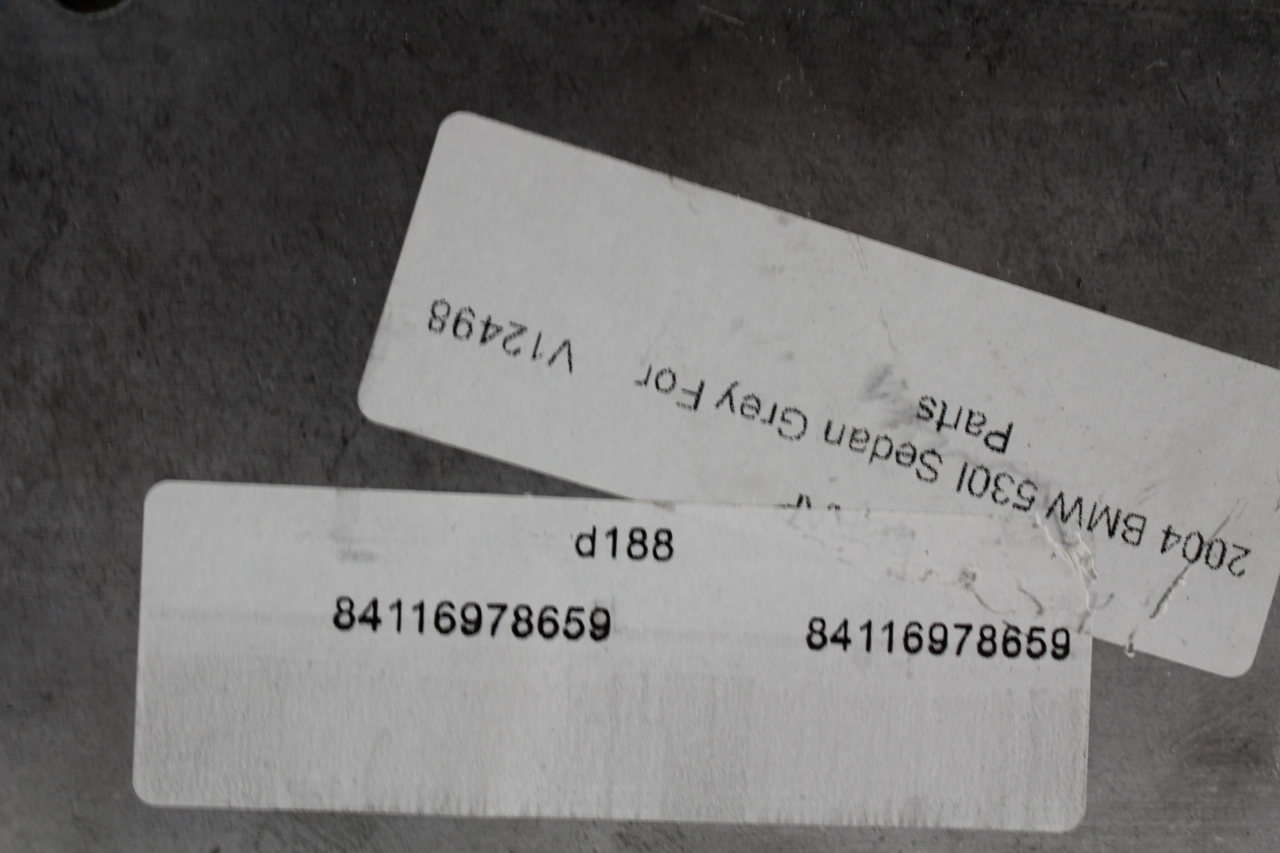 V12498
2004 BMW 530I Sedan Grey For
Parts
d188
84116978659 84116978659